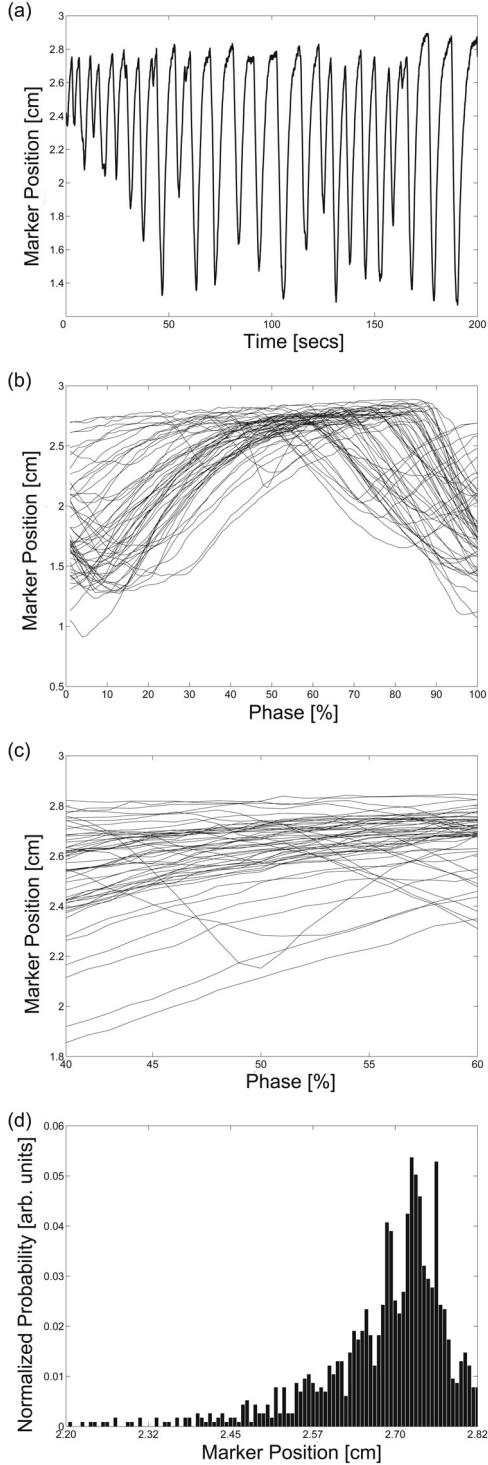 (a)
3
2.8
2.6
2.4
2.2
2
1.8
1.6
1.4
Marker Position [cm]
0 50 100 150 200
Time [secs]
(b)
3
2.5
2
1.5
1
0.5
Marker Position [cm]
0 10 20 30 40 50 60 70 80 90 100
Phase [%]
(c)
3
2.8
2.6
2.4
2.2
2
1.8
Marker Position [cm]
40 45 50 55 60
Phase [%]
(d)
0.06
0.05
0.04
0.03
0.02
0.01
0
Normalized Probability [arb. units]
2.20 2.32 2.45 2.57 2.70 2.82
Marker Position [cm]